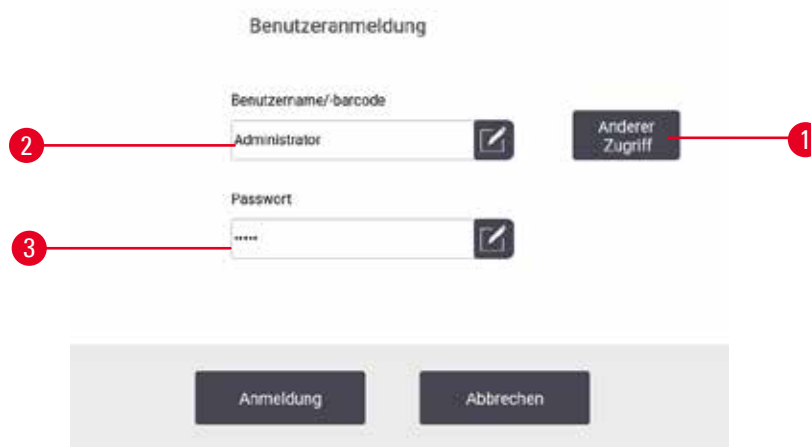 Benutzeranmeldung
Benutzername/-barcode
2
Administrator
Anderer
Zugriff
1
Passwort
3
•••••
Anmeldung
Abbrechen